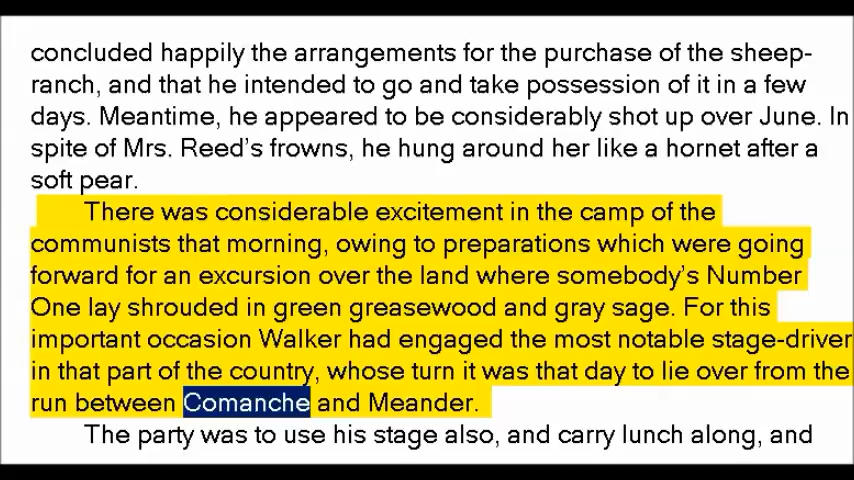 concluded happily the arrangements for the purchase of the sheep-
ranch, and that he intended to go and take possession of it in a few
days. Meantime, he appeared to be considerably shot up over June. In
spite of Mrs. Reed’s frowns, he hung around her like a hornet after a
soft pear.
There was considerable excitement in the camp of the
communists that morning, owing to preparations which were going
forward for an excursion over the land where somebody’s Number
One lay shrouded in green greasewood and gray sage. For this
important occasion Walker had engaged the most notable stage-driver
in that part of the country, whose turn it was that day to lie over from the
run between Comanche and Meander.
The party was to use his stage also, and carry lunch along, and